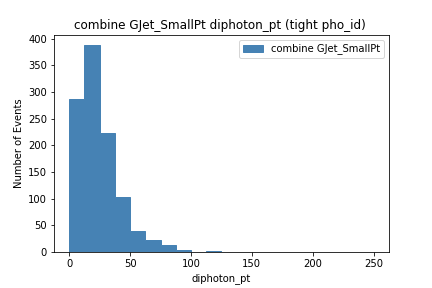 combine GJet_SmallPt diphoton_pt (tight pho_id)
combine GJet_SmallPt
400
350
300
250
200
150
100
50
0
Number of Events
0 50 100 150 200 250
diphoton_pt